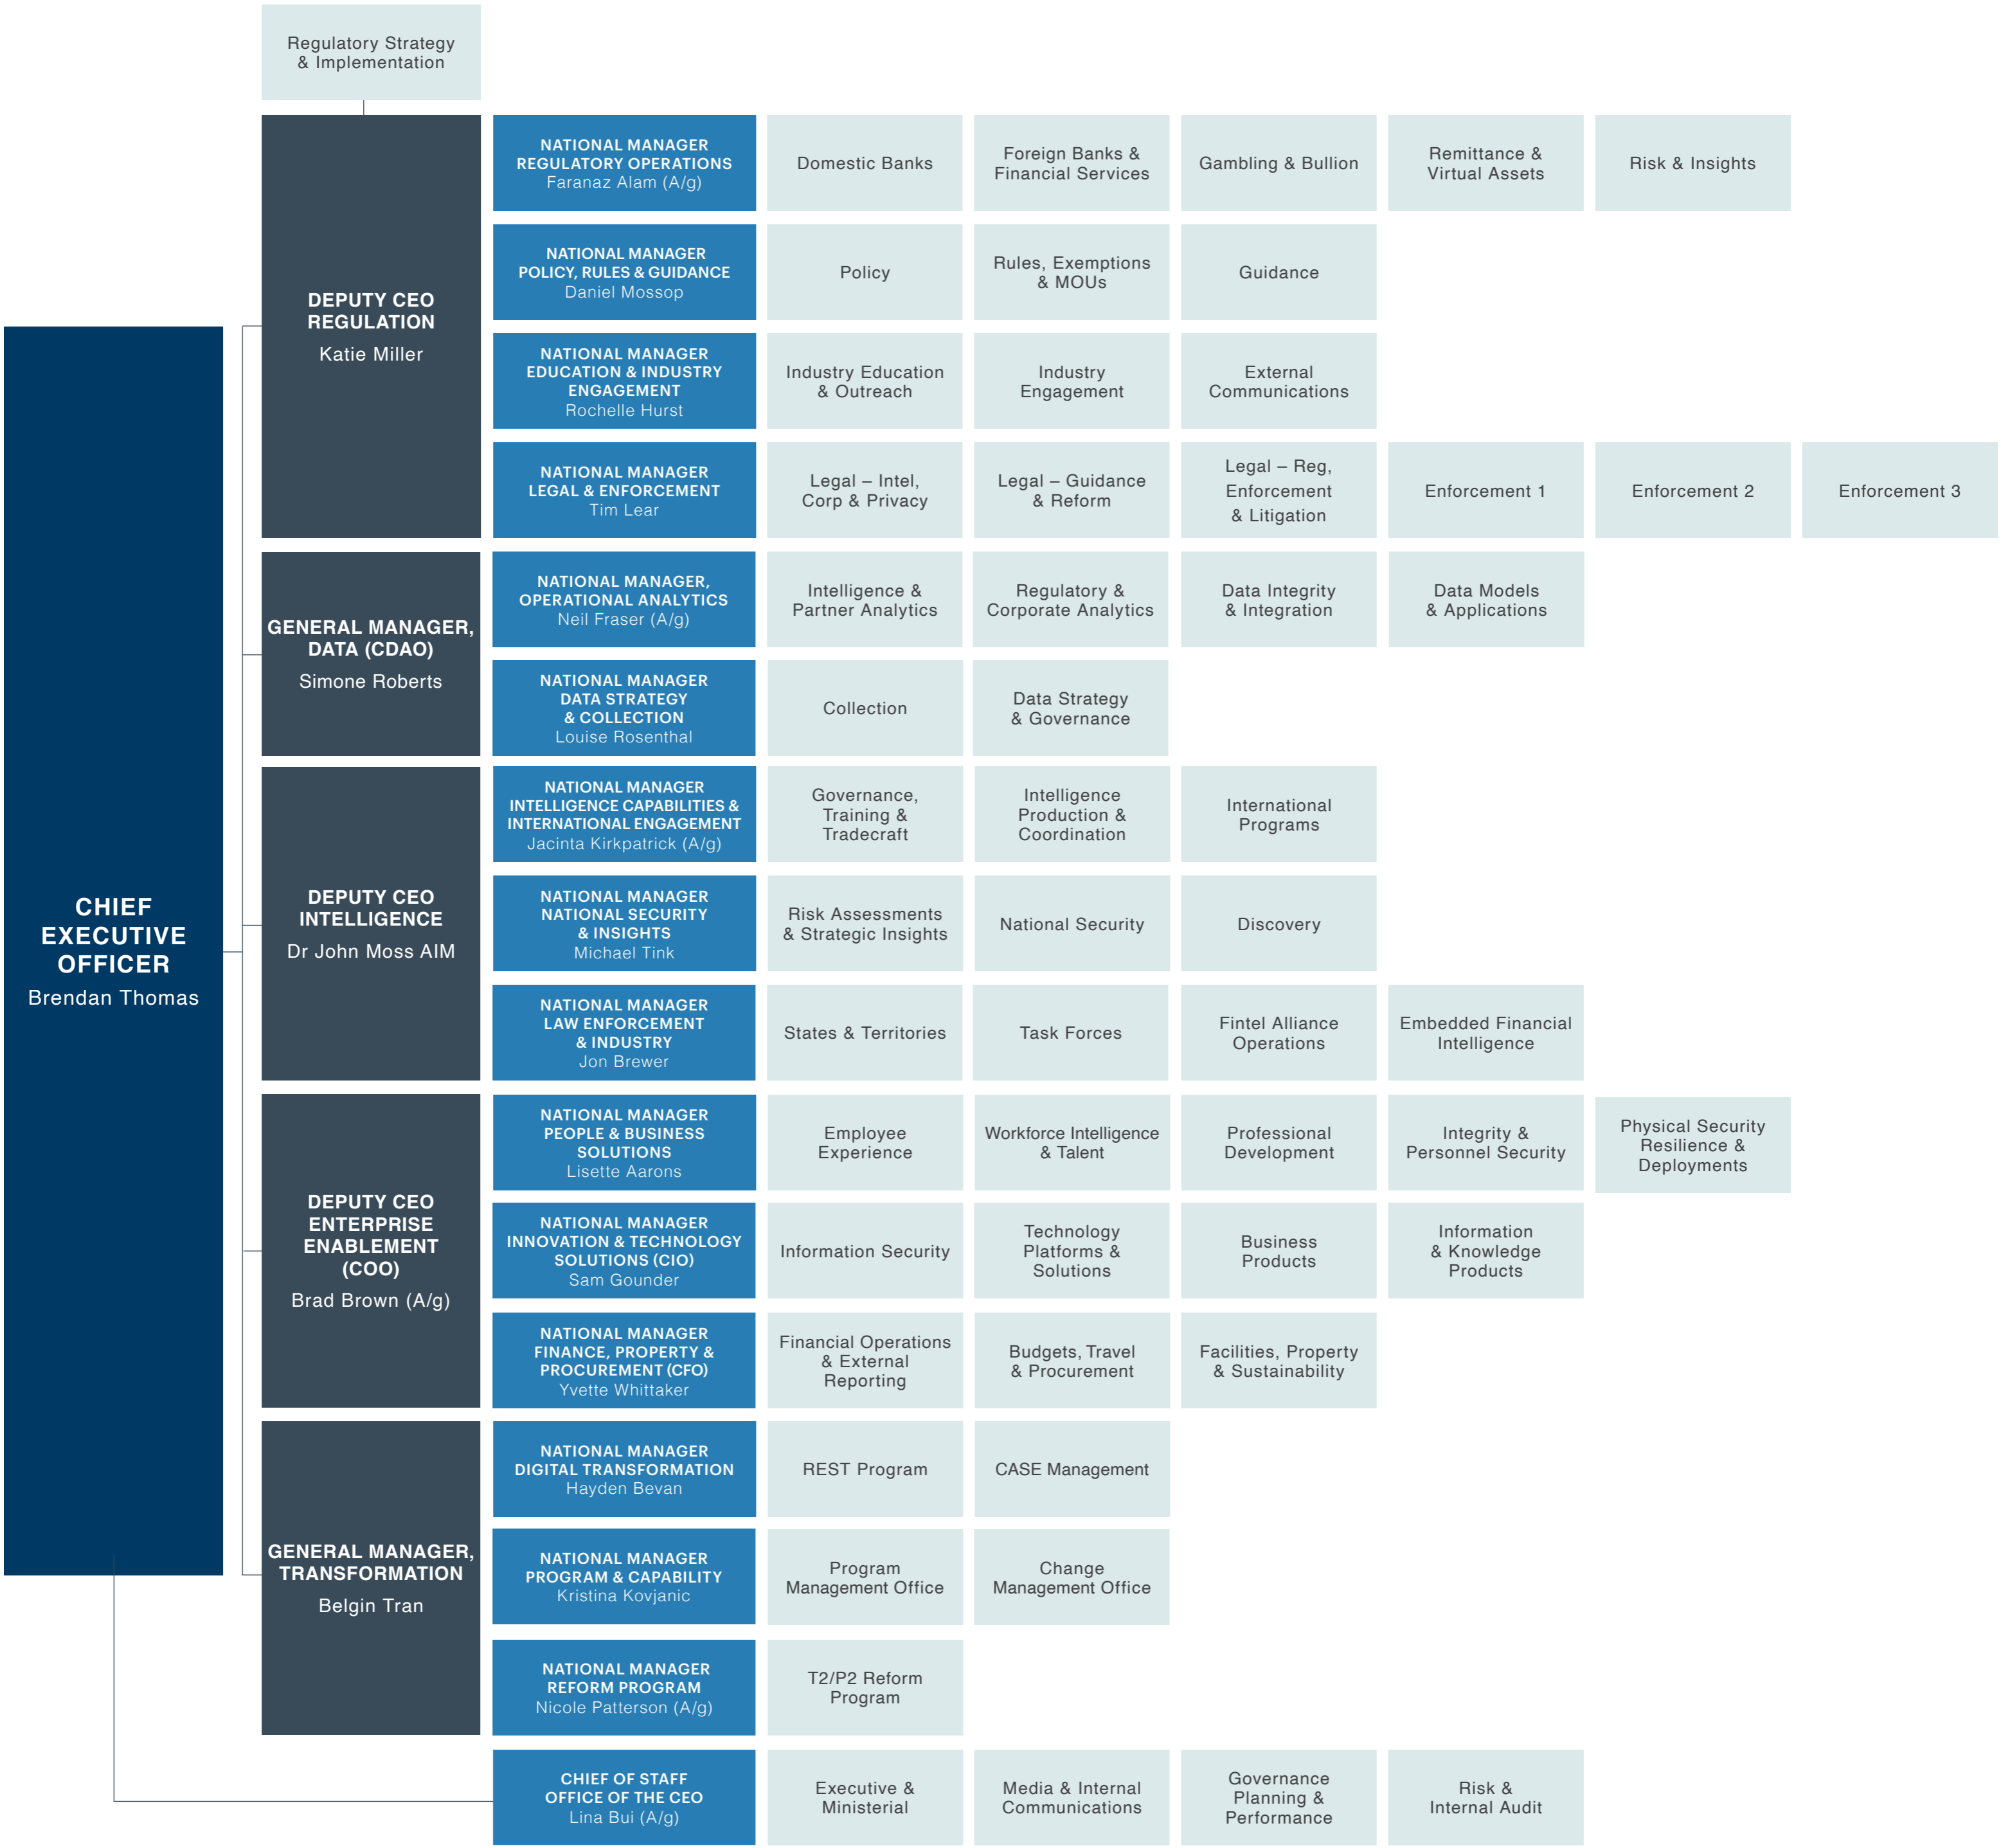 Regulatory Strategy
& Implementation
CHIEF
EXECUTIVE
OFFICER
Brendan Thomas
DEPUTY CEO
REGULATION
Katie Miller
NATIONAL MANAGER
REGULATORY OPERATIONS
Faranaz Alam (A/g)
Domestic Banks
Foreign Banks &
Financial Services
Gambling & Bullion
Remittance &
Virtual Assets
Risk & Insights
NATIONAL MANAGER
POLICY, RULES & GUIDANCE
Daniel Mossop
Policy
Rules, Exemptions
& MOUs
Guidance
NATIONAL MANAGER
EDUCATION & INDUSTRY
ENGAGEMENT
Rochelle Hurst
Industry Education
& Outreach
Industry
Engagement
External
Communications
NATIONAL MANAGER
LEGAL & ENFORCEMENT
Tim Lear
Legal – Intel,
Corp & Privacy
Legal – Guidance
& Reform
Legal – Reg,
Enforcement
& Litigation
Enforcement 1
Enforcement 2
Enforcement 3
GENERAL MANAGER,
DATA (CDAO)
Simone Roberts
NATIONAL MANAGER,
OPERATIONAL ANALYTICS
Neil Fraser (A/g)
Intelligence &
Partner Analytics
Regulatory &
Corporate Analytics
Data Integrity
& Integration
Data Models
& Applications
NATIONAL MANAGER
DATA STRATEGY
& COLLECTION
Louise Rosenthal
Collection
Data Strategy
& Governance
DEPUTY CEO
INTELLIGENCE
Dr John Moss AIM
NATIONAL MANAGER
INTELLIGENCE CAPABILITIES &
INTERNATIONAL ENGAGEMENT
Jacinta Kirkpatrick (A/g)
Governance,
Training &
Tradecraft
Intelligence
Production &
Coordination
International
Programs
NATIONAL MANAGER
NATIONAL SECURITY
& INSIGHTS
Michael Tink
Risk Assessments
& Strategic Insights
National Security
Discovery
NATIONAL MANAGER
LAW ENFORCEMENT
& INDUSTRY
Jon Brewer
States & Territories
Task Forces
Fintel Alliance
Operations
Embedded Financial
Intelligence
DEPUTY CEO
ENTERPRISE
ENABLEMENT
(COO)
Brad Brown (A/g)
NATIONAL MANAGER
PEOPLE & BUSINESS
SOLUTIONS
Lisette Aarons
Employee
Experience
Workforce Intelligence
& Talent
Professional
Development
Integrity &
Personnel Security
Physical Security
Resilience &
Deployments
NATIONAL MANAGER
INNOVATION & TECHNOLOGY
SOLUTIONS (CIO)
Sam Gounder
Information Security
Technology
Platforms &
Solutions
Business
Products
Information
& Knowledge
Products
NATIONAL MANAGER
FINANCE, PROPERTY &
PROCUREMENT (CFO)
Yvette Whittaker
Financial Operations
& External
Reporting
Budgets, Travel
& Procurement
Facilities, Property
& Sustainability
GENERAL MANAGER,
TRANSFORMATION
Belgin Tran
NATIONAL MANAGER
DIGITAL TRANSFORMATION
Hayden Bevan
REST Program
CASE Management
NATIONAL MANAGER
PROGRAM & CAPABILITY
Kristina Kovjanic
Program
Management Office
Change
Management Office
NATIONAL MANAGER
REFORM PROGRAM
Nicole Patterson (A/g)
T2/P2 Reform
Program
CHIEF OF STAFF
OFFICE OF THE CEO
Lina Bui (A/g)
Executive &
Ministerial
Media & Internal
Communications
Governance
Planning &
Performance
Risk &
Internal Audit